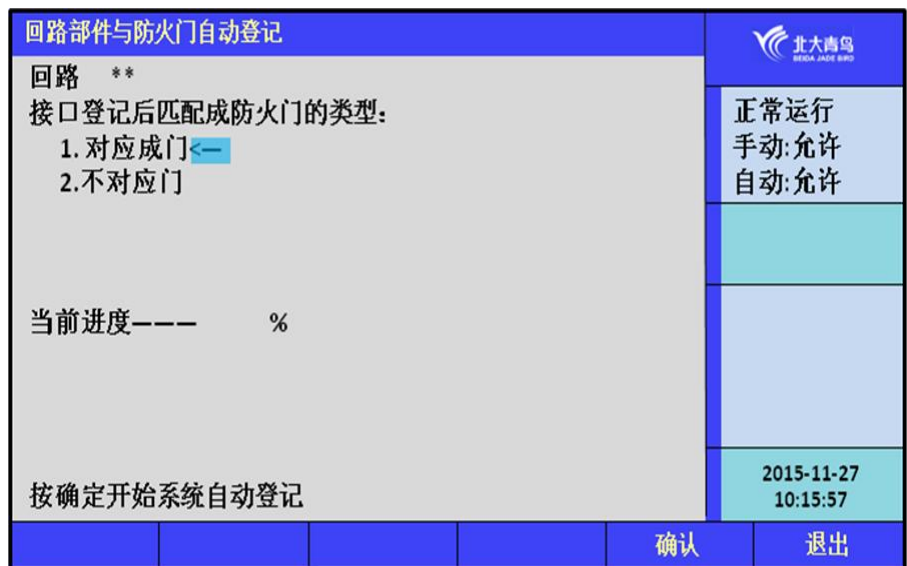 回路部件与防火门自动登记
北大青鸟
BEIDA JADE BIRD
回路 **
接口登记后匹配成防火门的类型:
1.对应成门<—
2.不对应门
正常运行
手动:允许
自动:允许
当前进度——— %
按确定开始系统自动登记
2015-11-27
10:15:57
确认
退出